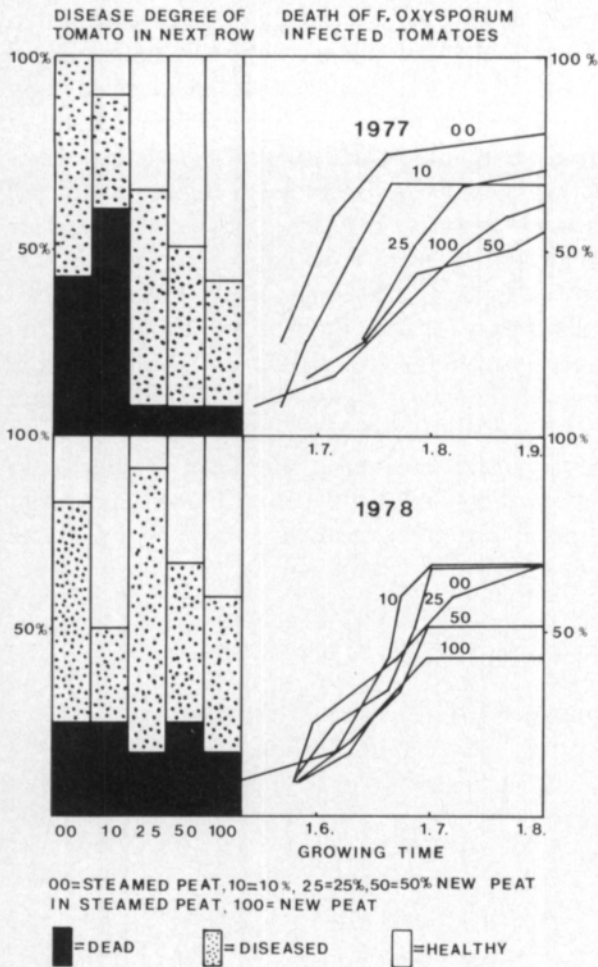 DISEASE DEGREE OF
TOMATO IN NEXT ROW
DEATH OF F. OXYSPORUM
INFECTED TOMATOES
100%
50%
100%
50%
1977
00
10
25
100
50
100%
50%
1.7.
1.8.
1.9.
1978
10
25
00
50
100
100%
50%
00 10 25 50 100
1.6.
1.7.
1.8.
GROWING TIME
00=STEAMED PEAT, 10=10%, 25=25%, 50=50% NEW PEAT
IN STEAMED PEAT, 100= NEW PEAT
=DEAD =DISEASED =HEALTHY